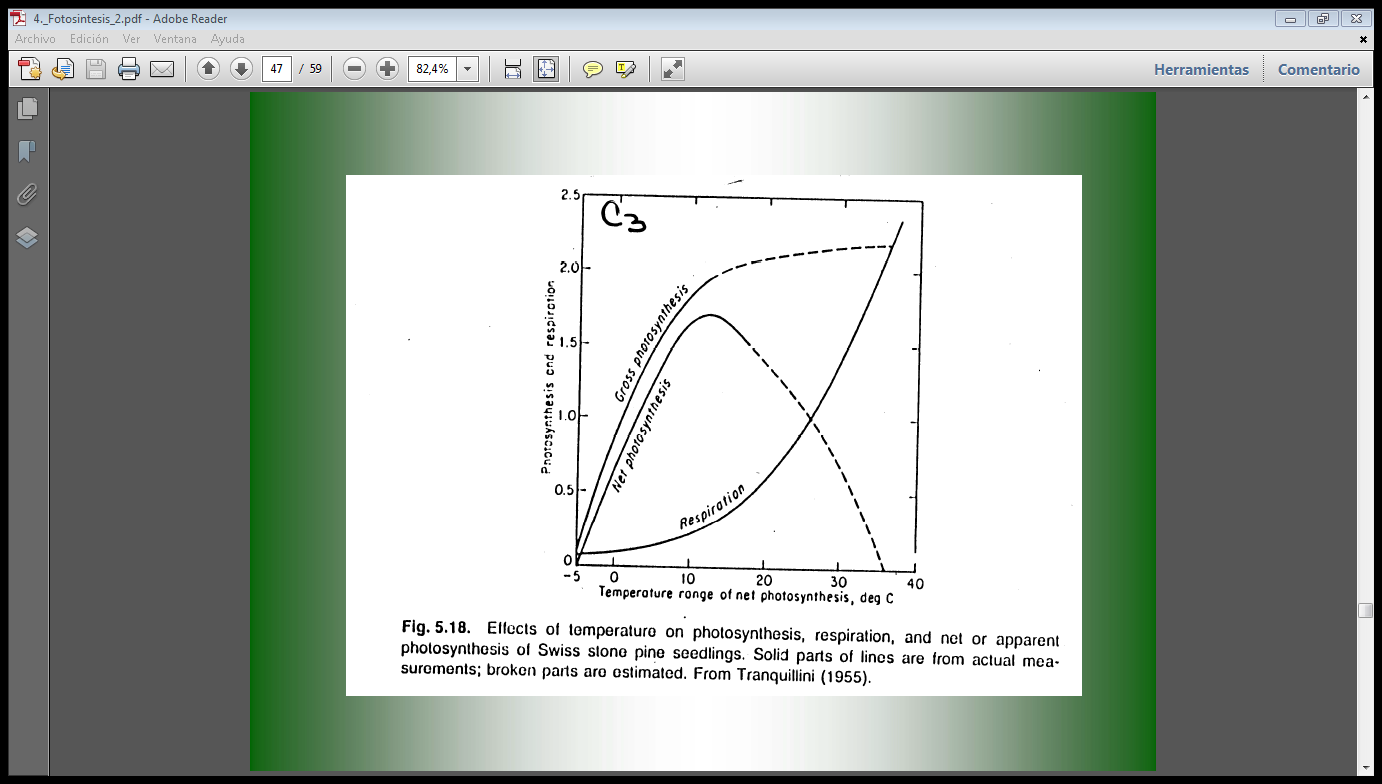 4._Fotosintesis_2.pdf - Adobe Reader
Archivo Edición Ver Ventana Ayuda
47 / 59 82,4% Herramientas Comentario
2.5
C3
2.0
1.5
1.0
0.5
0
Photosynthesis and respiration
Gross photosynthesis
Net photosynthesis
Respiration
-5 0 10 20 30 40
Temperature range of net photosynthesis, deg C
Fig. 5.18. Effects of temperature on photosynthesis, respiration, and net or apparent
photosynthesis of Swiss stone pine seedlings. Solid parts of lines are from actual mea-
surements; broken parts are estimated. From Tranquillini (1955).